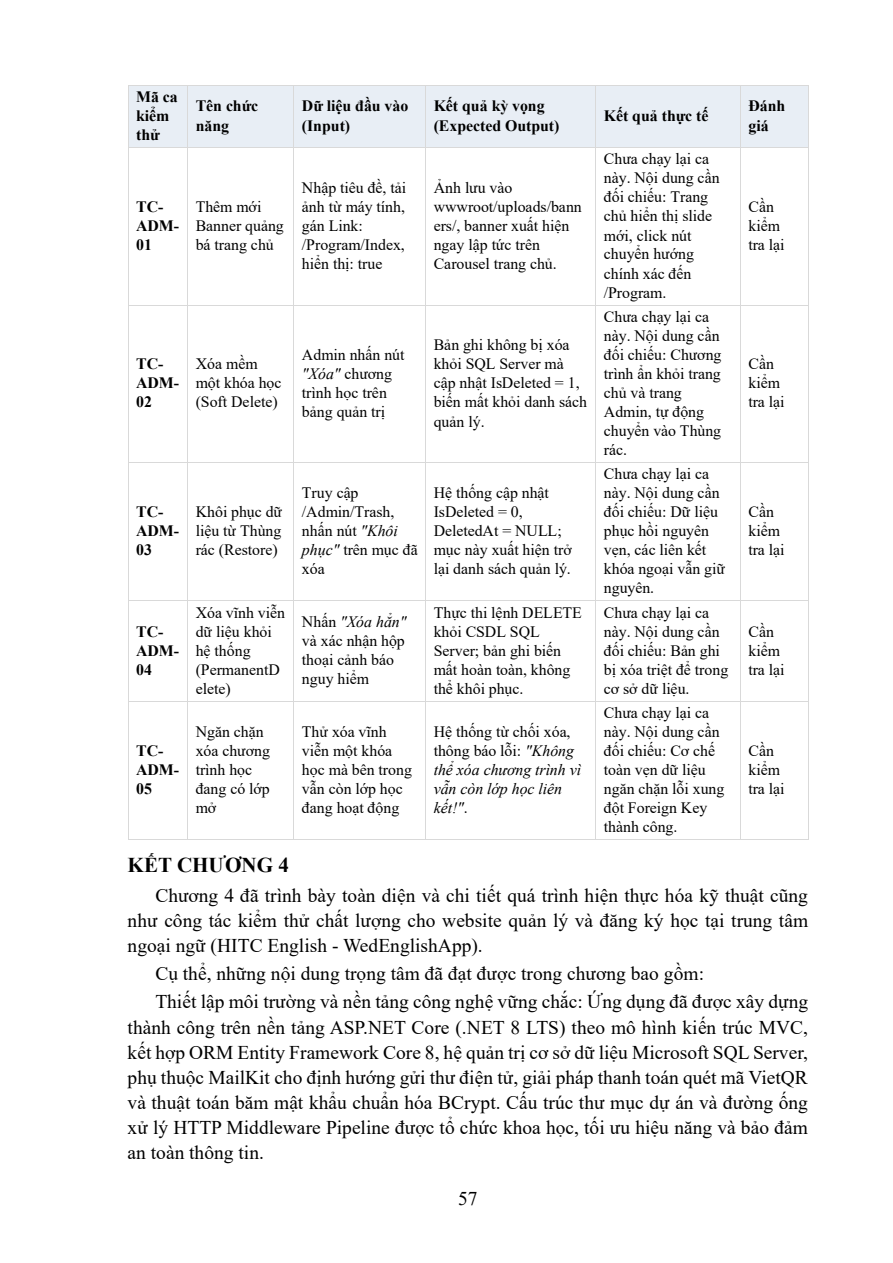 Mã ca
kiểm
thử
Tên chức
năng
Dữ liệu đầu vào
(Input)
Kết quả kỳ vọng
(Expected Output)
Kết quả thực tế
Đánh
giá
TC-
ADM-
01
Thêm mới
Banner quảng
bá trang chủ
Nhập tiêu đề, tải
ảnh từ máy tính,
gán Link:
/Program/Index,
hiển thị: true
Ảnh lưu vào
wwwroot/uploads/bann
ers/, banner xuất hiện
ngay lập tức trên
Carousel trang chủ.
Chưa chạy lại ca
này. Nội dung cần
đối chiếu: Trang
chủ hiển thị slide
mới, click nút
chuyển hướng
chính xác đến
/Program.
Cần
kiểm
tra lại
TC-
ADM-
02
Xóa mềm
một khóa học
(Soft Delete)
Admin nhấn nút
"Xóa" chương
trình học trên
bảng quản trị
Bản ghi không bị xóa
khỏi SQL Server mà
cập nhật IsDeleted = 1,
biến mất khỏi danh sách
quản lý.
Chưa chạy lại ca
này. Nội dung cần
đối chiếu: Chương
trình ẩn khỏi trang
chủ và trang
Admin, tự động
chuyển vào Thùng
rác.
Cần
kiểm
tra lại
TC-
ADM-
03
Khôi phục dữ
liệu từ Thùng
rác (Restore)
Truy cập
/Admin/Trash,
nhấn nút "Khôi
phục" trên mục đã
xóa
Hệ thống cập nhật
IsDeleted = 0,
DeletedAt = NULL;
mục này xuất hiện trở
lại danh sách quản lý.
Chưa chạy lại ca
này. Nội dung cần
đối chiếu: Dữ liệu
phục hồi nguyên
vẹn, các liên kết
khóa ngoại vẫn giữ
nguyên.
Cần
kiểm
tra lại
TC-
ADM-
04
Xóa vĩnh viễn
dữ liệu khỏi
hệ thống
(PermanentD
elete)
Nhấn "Xóa hẳn"
và xác nhận hộp
thoại cảnh báo
nguy hiểm
Thực thi lệnh DELETE
khỏi CSDL SQL
Server; bản ghi biến
mất hoàn toàn, không
thể khôi phục.
Chưa chạy lại ca
này. Nội dung cần
đối chiếu: Bản ghi
bị xóa triệt để trong
cơ sở dữ liệu.
Cần
kiểm
tra lại
TC-
ADM-
05
Ngăn chặn
xóa chương
trình học
đang có lớp
mở
Thử xóa vĩnh
viễn một khóa
học mà bên trong
vẫn còn lớp học
đang hoạt động
Hệ thống từ chối xóa,
thông báo lỗi: "Không
thể xóa chương trình vì
vẫn còn lớp học liên
kết!".
Chưa chạy lại ca
này. Nội dung cần
đối chiếu: Cơ chế
toàn vẹn dữ liệu
ngăn chặn lỗi xung
đột Foreign Key
thành công.
Cần
kiểm
tra lại
KẾT CHƯƠNG 4
Chương 4 đã trình bày toàn diện và chi tiết quá trình hiện thực hóa kỹ thuật cũng
như công tác kiểm thử chất lượng cho website quản lý và đăng ký học tại trung tâm
ngoại ngữ (HITC English - WedEnglishApp).
Cụ thể, những nội dung trọng tâm đã đạt được trong chương bao gồm:
Thiết lập môi trường và nền tảng công nghệ vững chắc: Ứng dụng đã được xây dựng
thành công trên nền tảng ASP.NET Core (.NET 8 LTS) theo mô hình kiến trúc MVC,
kết hợp ORM Entity Framework Core 8, hệ quản trị cơ sở dữ liệu Microsoft SQL Server,
phụ thuộc MailKit cho định hướng gửi thư điện tử, giải pháp thanh toán quét mã VietQR
và thuật toán băm mật khẩu chuẩn hóa BCrypt. Cấu trúc thư mục dự án và đường ống
xử lý HTTP Middleware Pipeline được tổ chức khoa học, tối ưu hiệu năng và bảo đảm
an toàn thông tin.
57